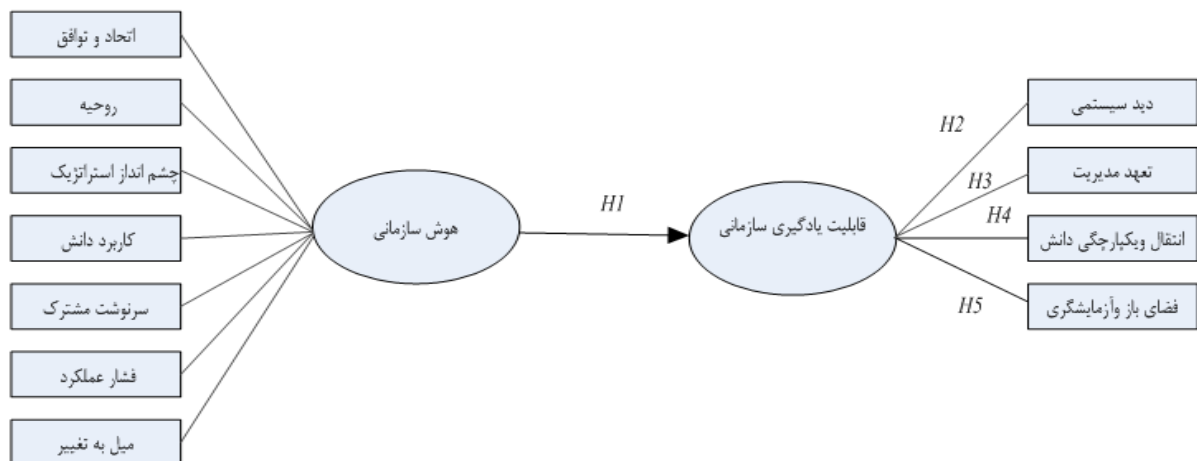 اتحاد و توافق
روحیه
چشم انداز استراتژیک
کاربرد دانش
سرنوشت مشترک
فشار عملکرد
میل به تغییر
هوش سازمانی
H1
قابلیت یادگیری سازمانی
H2
H3
H4
H5
دید سیستمی
تعهد مدیریت
انتقال ویکپارچگی دانش
فضای باز وآزمایشگری